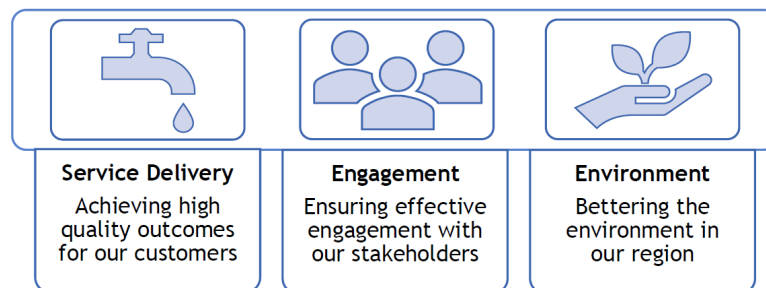 Service Delivery
Achieving high
quality outcomes
for our customers
Engagement
Ensuring effective
engagement with
our stakeholders
Environment
Bettering the
environment in
our region